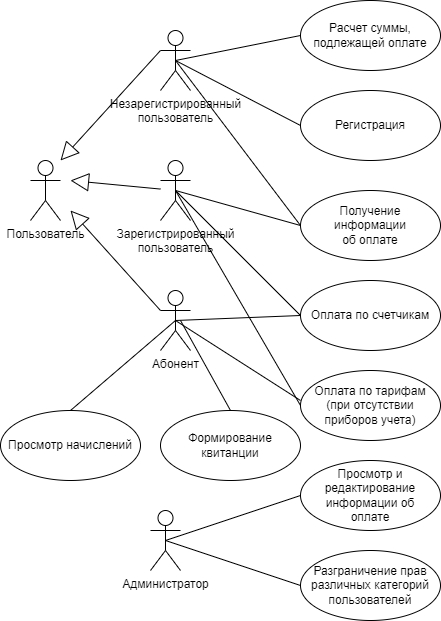 Расчет суммы,
подлежащей оплате
Незарегистрированный
пользователь
Регистрация
Пользователь
Зарегистрированный
пользователь
Получение
информации
об оплате
Оплата по счетчикам
Абонент
Оплата по тарифам
(при отсутствии
приборов учета)
Просмотр начислений
Формирование
квитанции
Просмотр и
редактирование
информации об
оплате
Администратор
Разграничение прав
различных категорий
пользователей